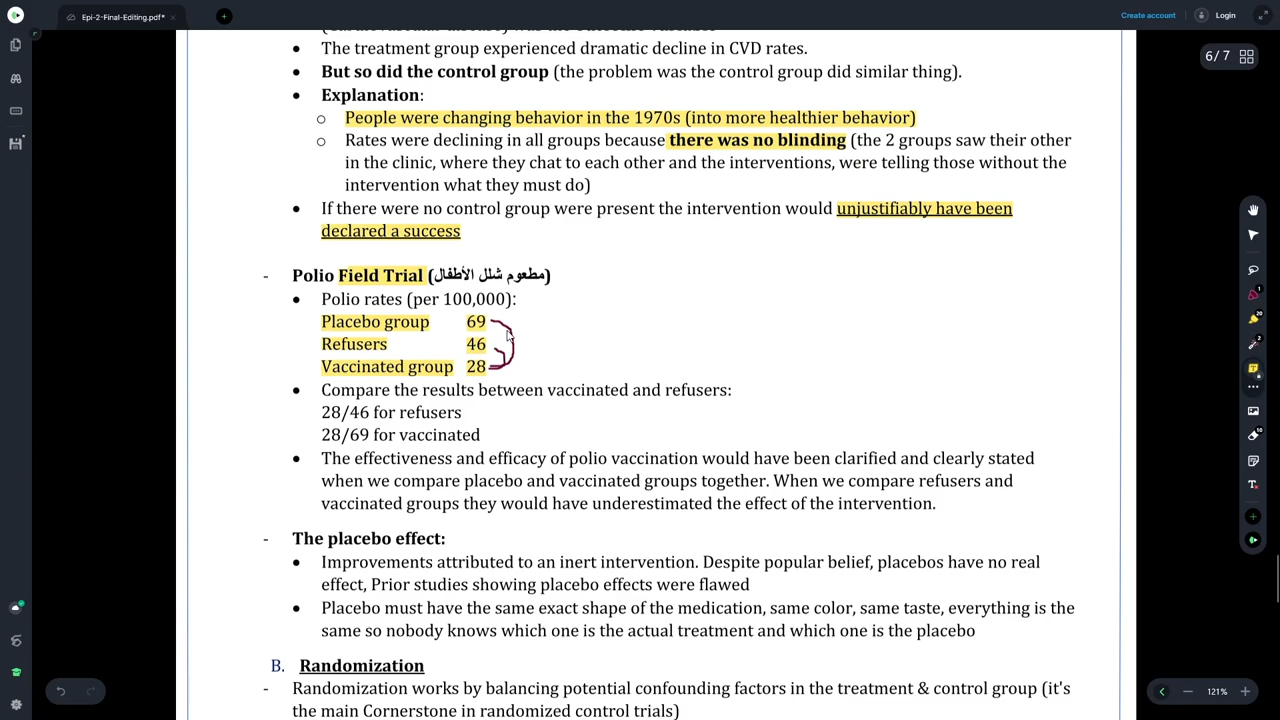 Epi-2-Final-Editing.pdf*
Create account
Login
6/7
• The treatment group experienced dramatic decline in CVD rates.
• But so did the control group (the problem was the control group did similar thing).
• Explanation:
o People were changing behavior in the 1970s (into more healthier behavior)
o Rates were declining in all groups because there was no blinding (the 2 groups saw their other
in the clinic, where they chat to each other and the interventions, were telling those without the
intervention what they must do)
• If there were no control group were present the intervention would unjustifiably have been
declared a success
- Polio Field Trial (مطعوم شلل الأطفال)
• Polio rates (per 100,000):
Placebo group 69
Refusers 46
Vaccinated group 28
• Compare the results between vaccinated and refusers:
28/46 for refusers
28/69 for vaccinated
• The effectiveness and efficacy of polio vaccination would have been clarified and clearly stated
when we compare placebo and vaccinated groups together. When we compare refusers and
vaccinated groups they would have underestimated the effect of the intervention.
- The placebo effect:
• Improvements attributed to an inert intervention. Despite popular belief, placebos have no real
effect, Prior studies showing placebo effects were flawed
• Placebo must have the same exact shape of the medication, same color, same taste, everything is the
same so nobody knows which one is the actual treatment and which one is the placebo
B. Randomization
- Randomization works by balancing potential confounding factors in the treatment & control group (it's
the main Cornerstone in randomized control trials)
121%